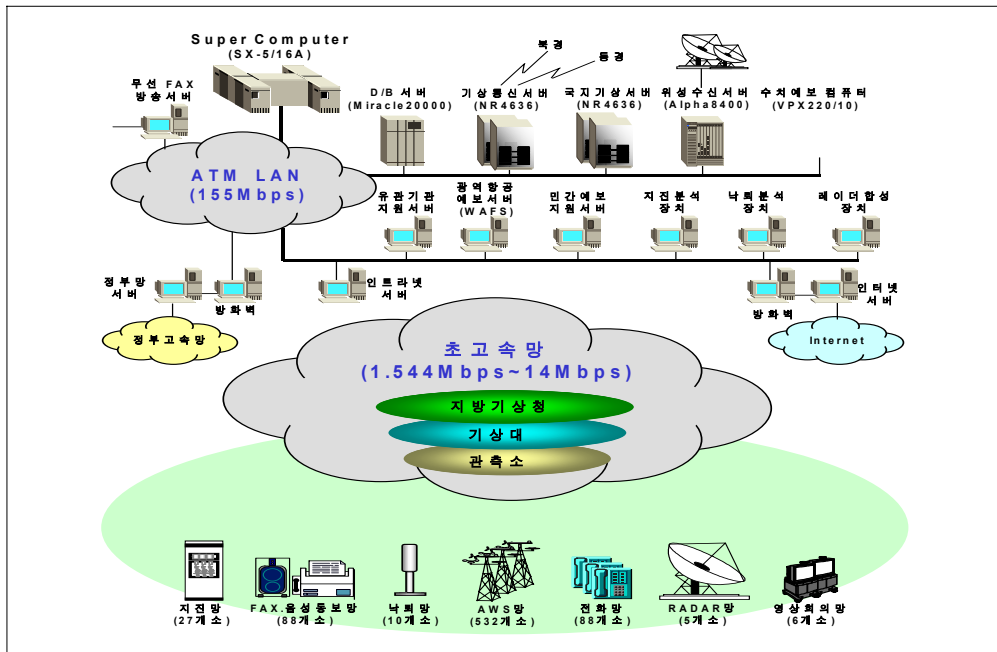 Super Computer
(SX-5/16A)
북경
동경
무선 FAX
방송서버
D/B 서버
(Miracle20000)
기상통신서버
(NR4636)
국지기상서버
(NR4636)
위성수신서버
(Alpha8400)
수치예보 컴퓨터
(VPX220/10)
ATM LAN
(155Mbps)
유관기관
지원서버
광역항공
예보서버
(WAFS)
민간예보
지원서버
지진분석
장치
낙뢰분석
장치
레이더합성
장치
정부망
서버
방화벽
인트라넷
서버
방화벽
인터넷
서버
정부고속망
Internet
초고속망
(1.544Mbps~14Mbps)
지방기상청
기상대
관측소
지진망
(27개소)
FAX.음성동보망
(88개소)
낙뢰망
(10개소)
AWS망
(532개소)
전화망
(88개소)
RADAR망
(5개소)
영상회의망
(6개소)